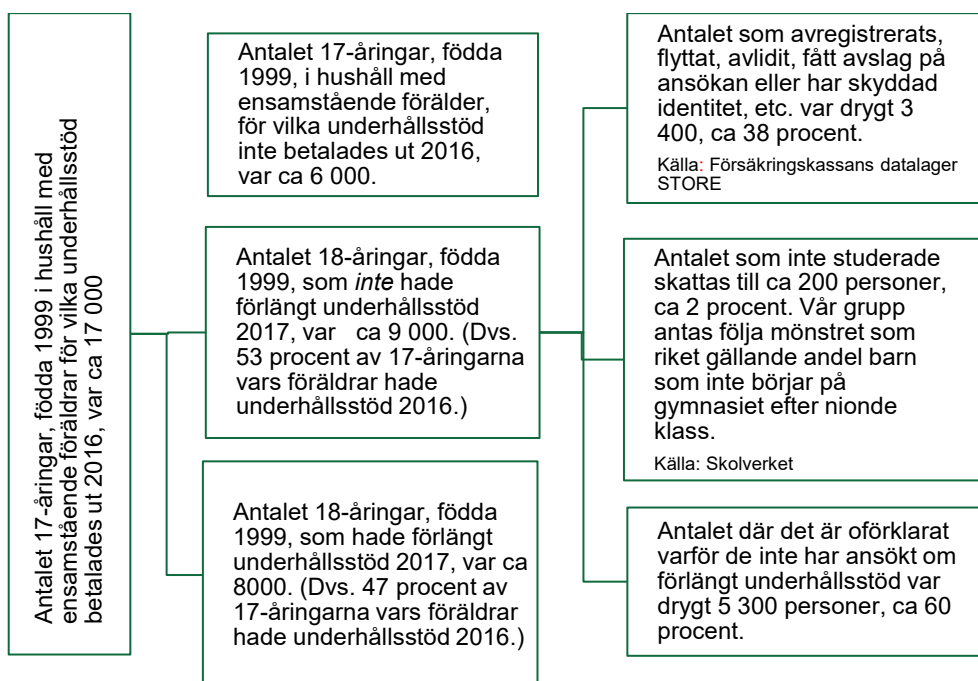 Antalet 17-åringar, födda 1999 i hushåll med
ensamstående föräldrar för vilka underhållsstöd
betalades ut 2016, var ca 17 000
Antalet 17-åringar, födda
1999, i hushåll med
ensamstående förälder,
för vilka underhållsstöd
inte betalades ut 2016,
var ca 6 000.
Antalet 18-åringar, födda
1999, som inte hade
förlängt underhållsstöd
2017, var ca 9 000. (Dvs.
53 procent av 17-åringarna
vars föräldrar hade
underhållsstöd 2016.)
Antalet 18-åringar, födda
1999, som hade förlängt
underhållsstöd 2017, var ca
8000. (Dvs. 47 procent av
17-åringarna vars föräldrar
hade underhållsstöd 2016.)
Antalet som avregistrerats,
flyttat, avlidit, fått avslag på
ansökan eller har skyddad
identitet, etc. var drygt 3
400, ca 38 procent.
Källa: Försäkringskassans datalager
STORE
Antalet som inte studerade
skattas till ca 200 personer,
ca 2 procent. Vår grupp
antas följa mönstret som
riket gällande andel barn
som inte börjar på
gymnasiet efter nionde
klass.
Källa: Skolverket
Antalet där det är oförklarat
varför de inte har ansökt om
förlängt underhållsstöd var
drygt 5 300 personer, ca 60
procent.